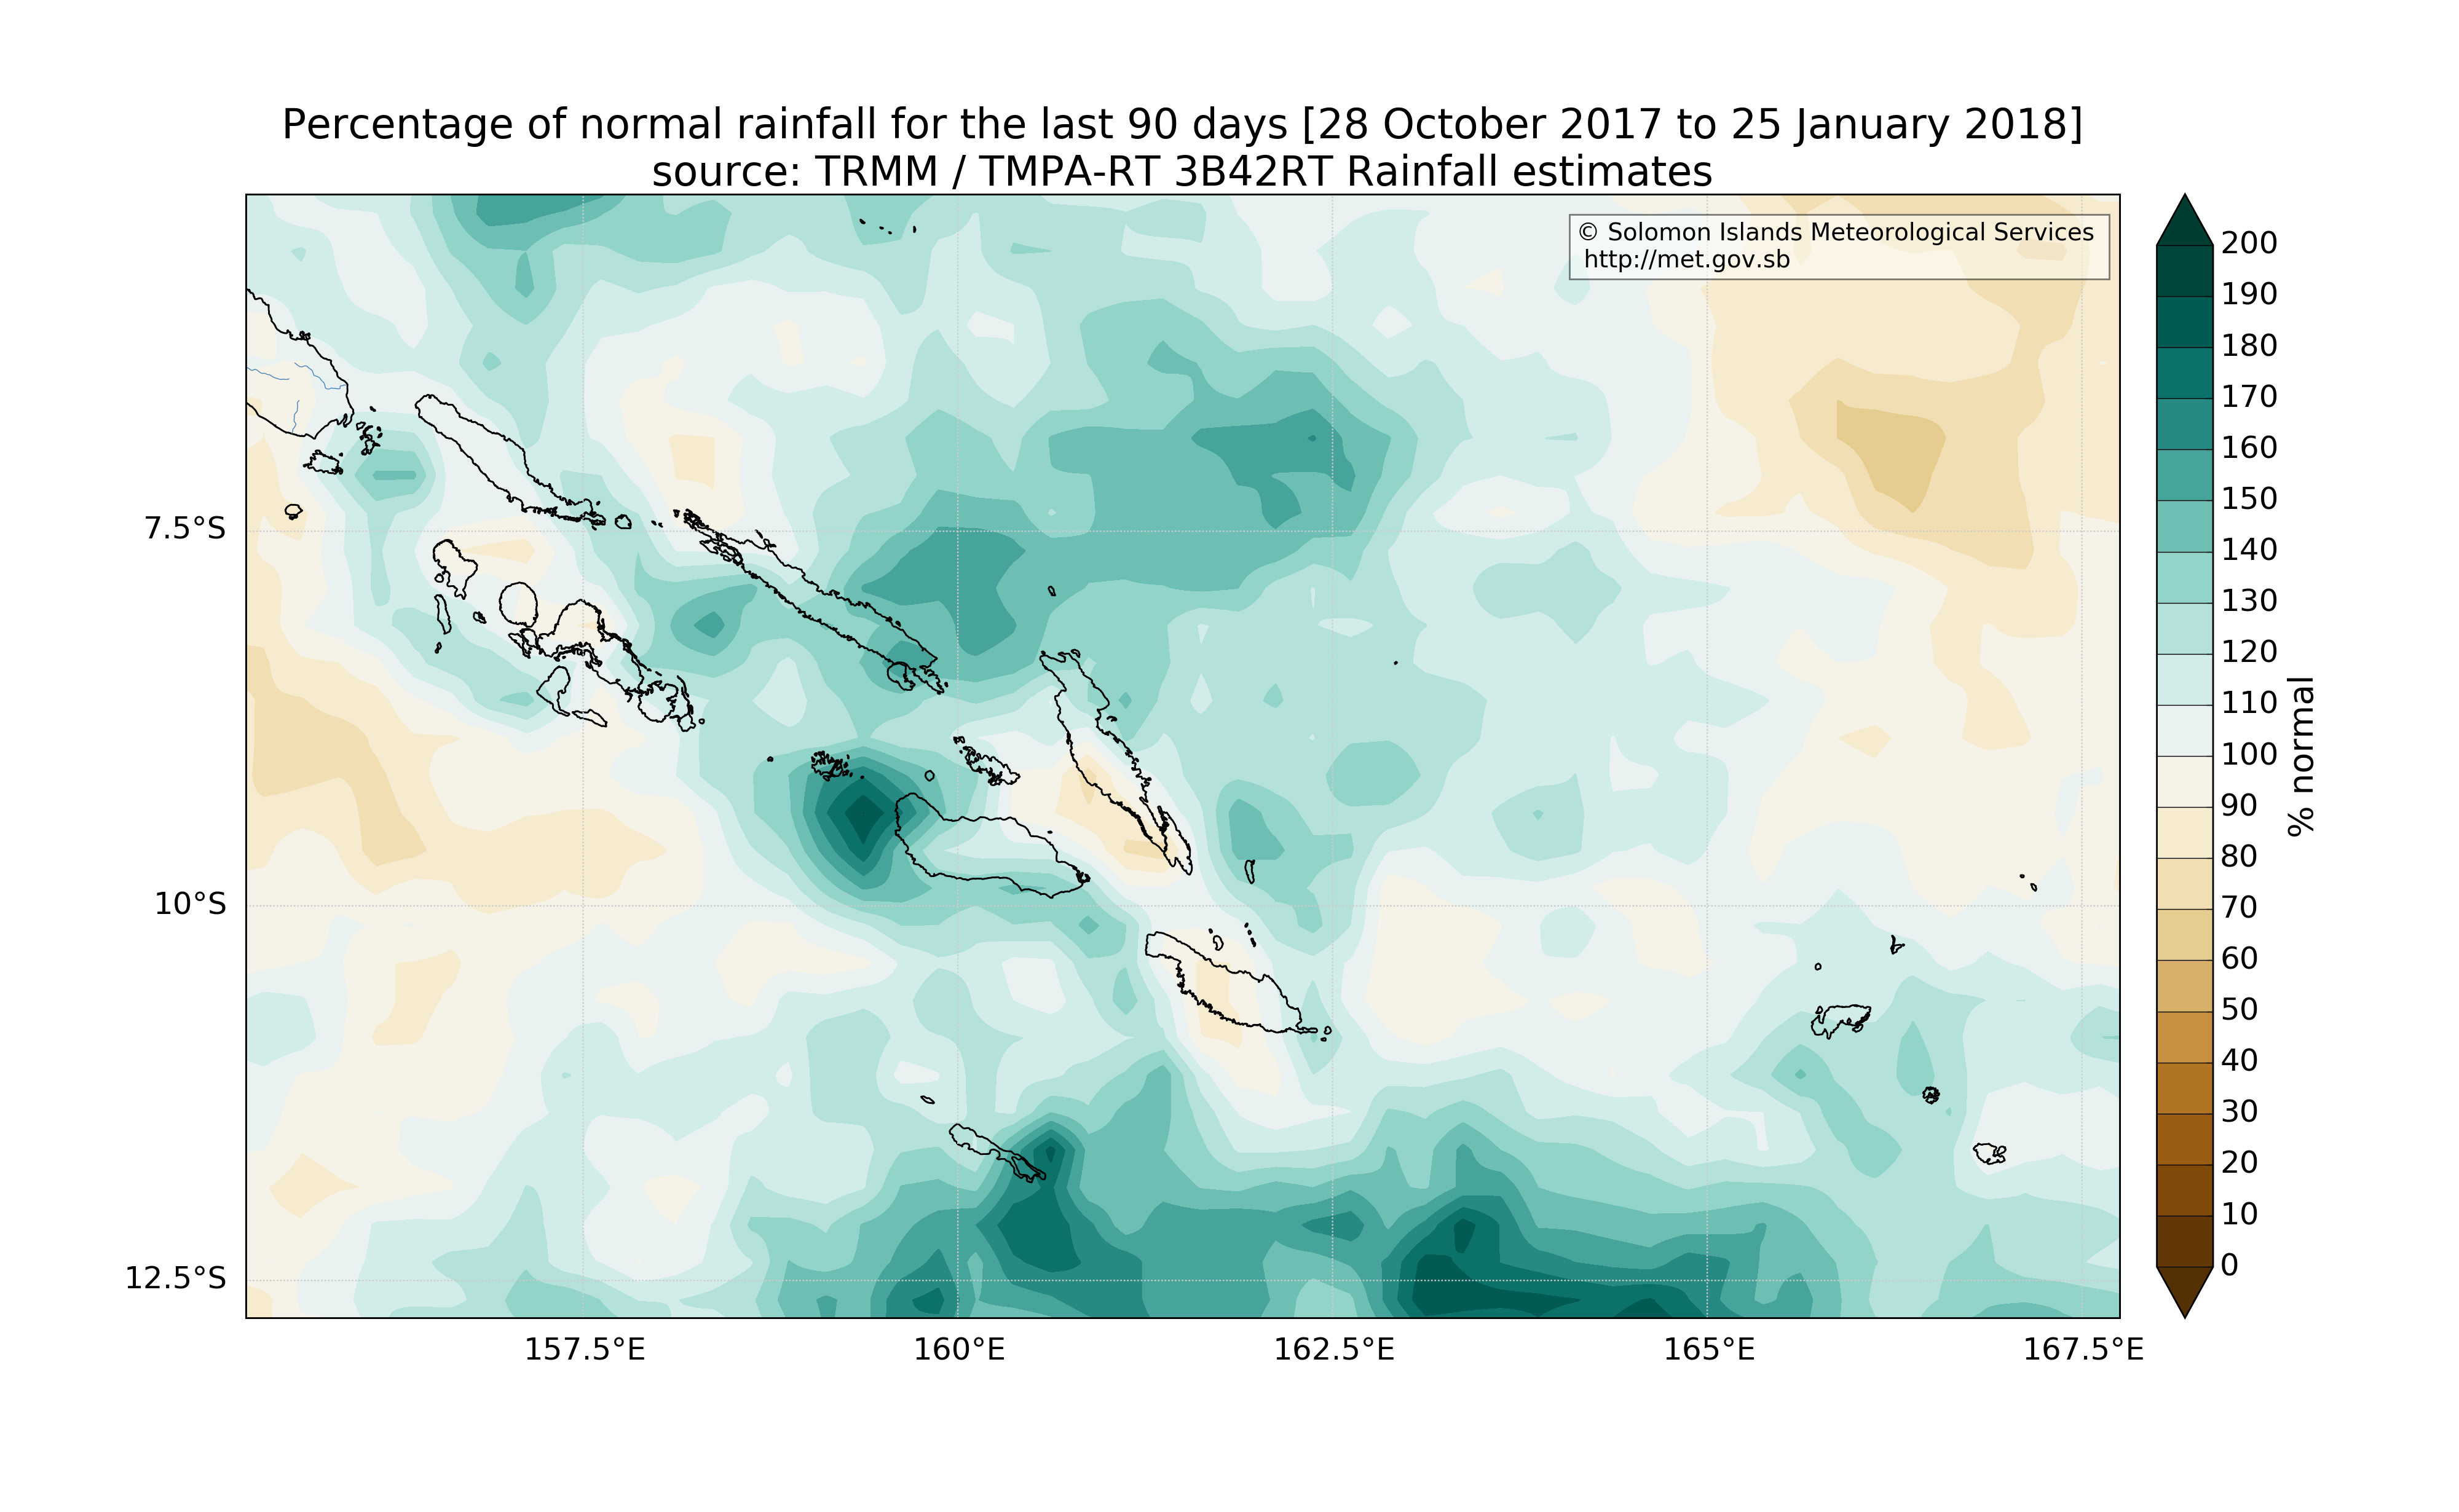 Percentage of normal rainfall for the last 90 days [28 October 2017 to 25 January 2018]
source: TRMM / TMPA-RT 3B42RT Rainfall estimates
© Solomon Islands Meteorological Services
http://met.gov.sb
7.5°S
10°S
12.5°S
157.5°E
160°E
162.5°E
165°E
167.5°E
200
190
180
170
160
150
140
130
120
110
100
90
80
70
60
50
40
30
20
10
0
% normal